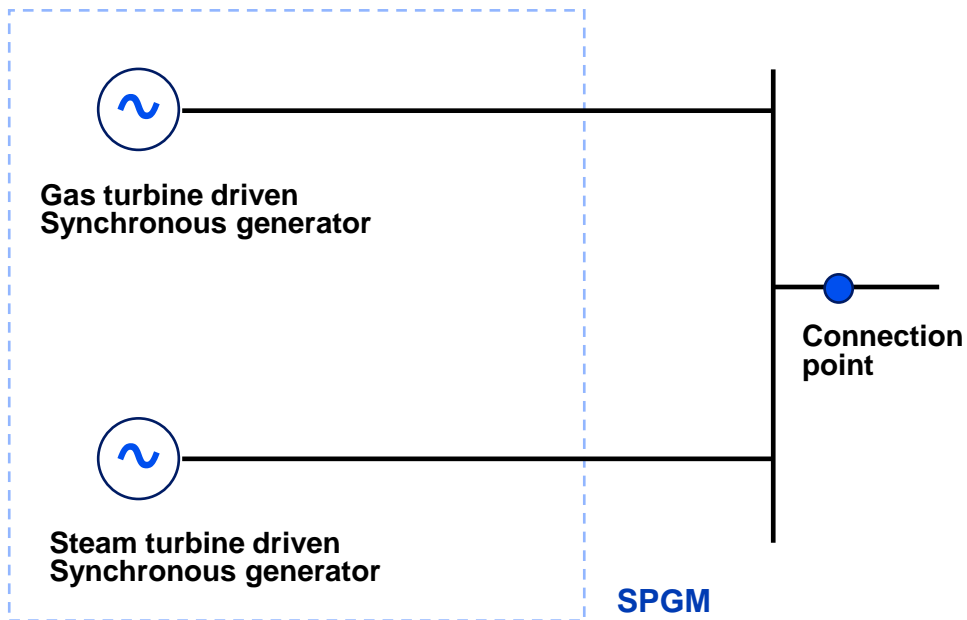 Gas turbine driven
Synchronous generator
Connection
point
Steam turbine driven
Synchronous generator
SPGM